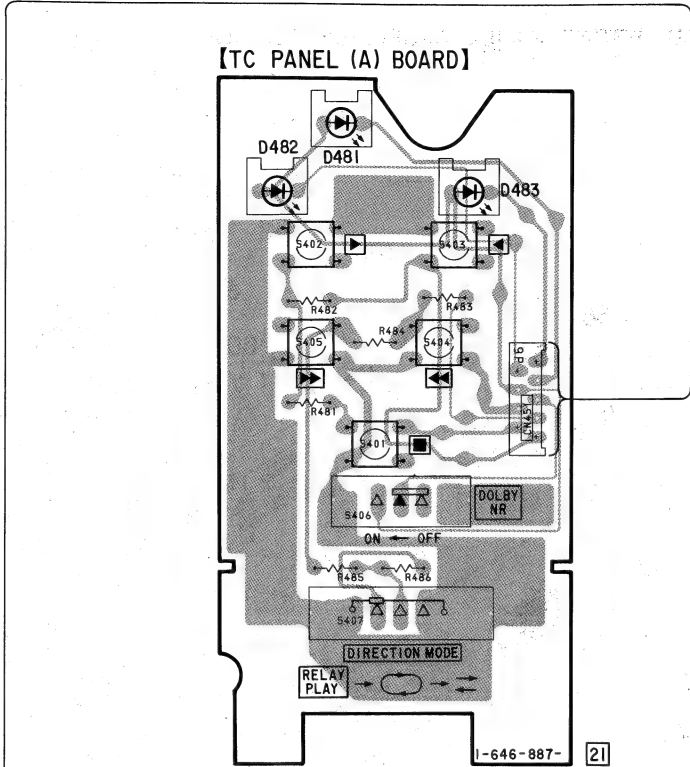 【TC PANEL (A) BOARD】
D482
D481
D483
S402
S403
R482
R483
R484
S405
S404
9P
CN451
R481
S401
S406
DOLBY
NR
ON ← OFF
R485
R486
S407
DIRECTION MODE
RELAY
PLAY
1-646-887-
21